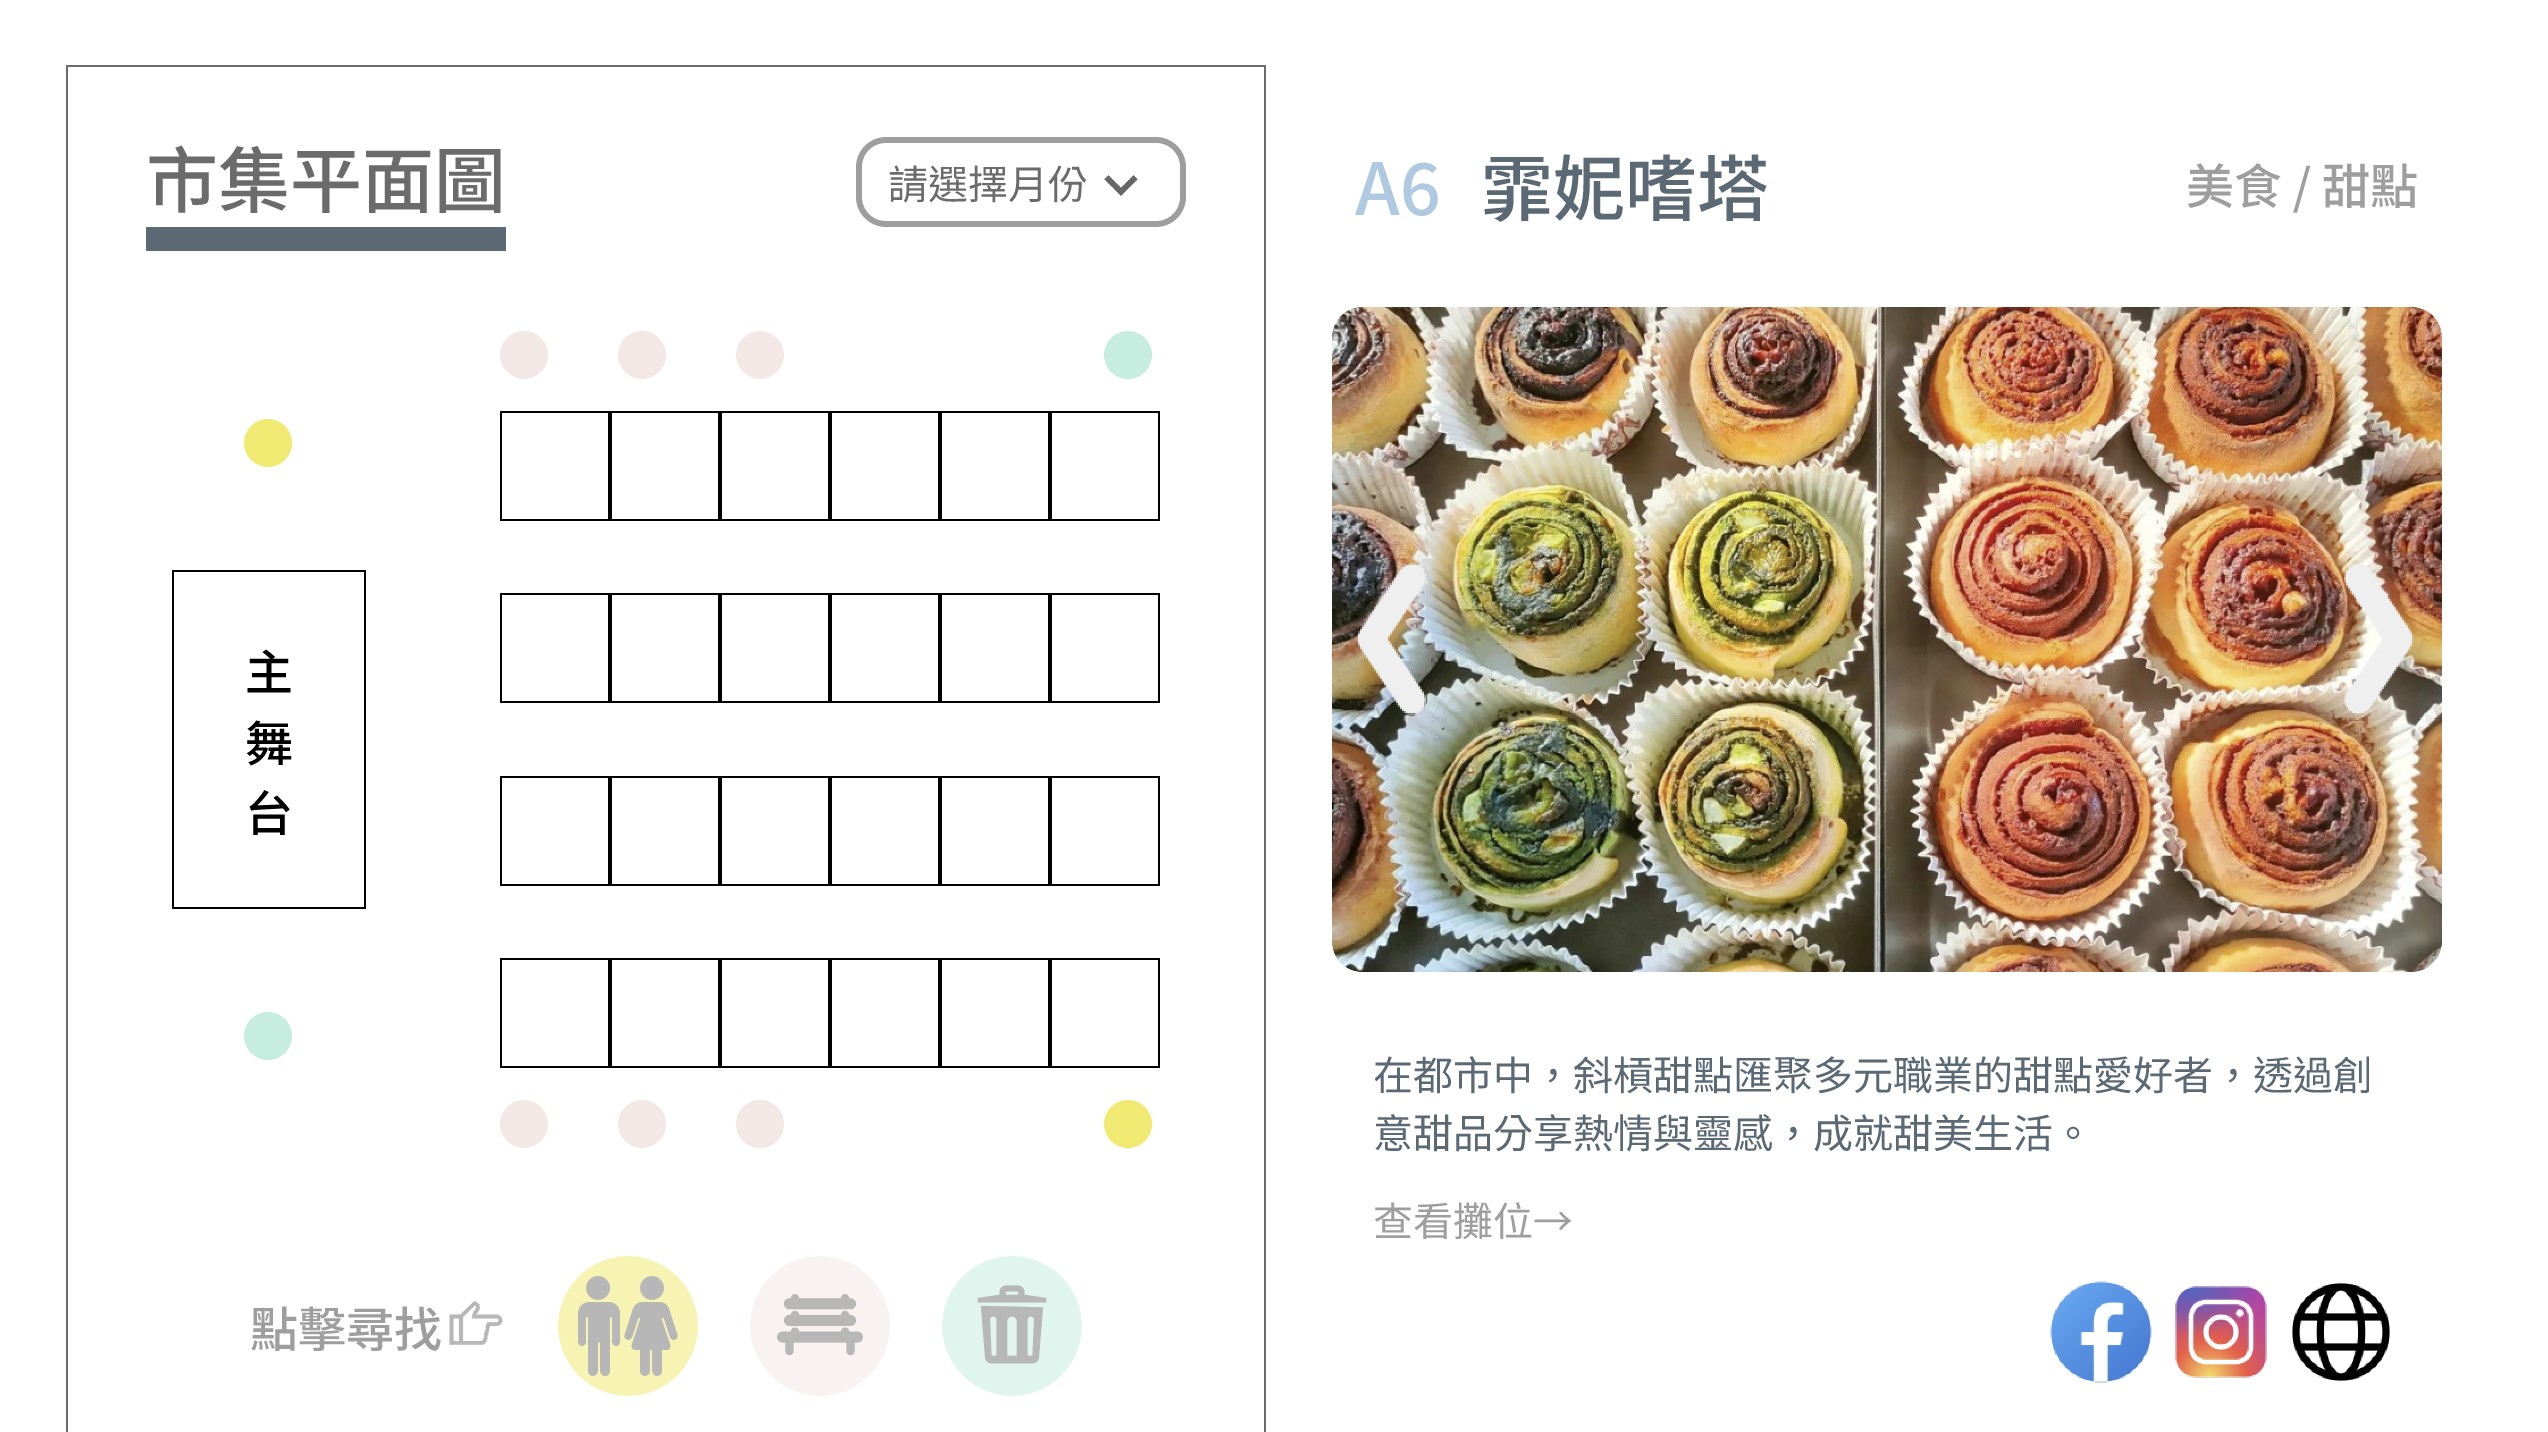 市集平面圖
請選擇月份
主
舞
台
點擊尋找
A6 霏妮嗜塔
美食 / 甜點
在都市中，斜槓甜點匯聚多元職業的甜點愛好者，透過創
意甜品分享熱情與靈感，成就甜美生活。
查看攤位→